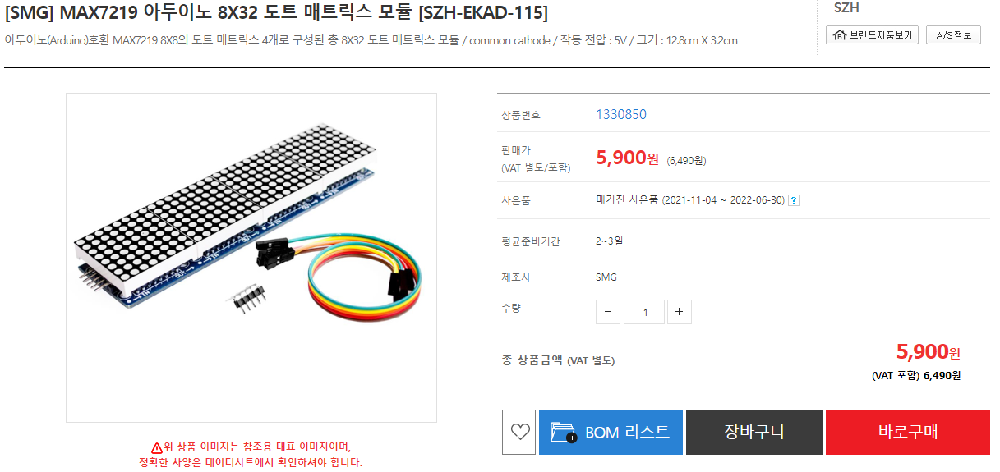 [SMG] MAX7219 아두이노 8X32 도트 매트릭스 모듈 [SZH-EKAD-115]
아두이노(Arduino)호환 MAX7219 8X8의 도트 매트릭스 4개로 구성된 총 8X32 도트 매트릭스 모듈 / common cathode / 작동 전압 : 5V / 크기 : 12.8cm X 3.2cm
SZH
브랜드제품보기
A/S정보
상품번호
1330850
판매가
(VAT 별도/포함)
5,900원 (6,490원)
사은품
매거진 사은품 (2021-11-04 ~ 2022-06-30) ?
평균준비기간
2~3일
제조사
SMG
수량
− 1 +
총 상품금액 (VAT 별도)
5,900원
(VAT 포함) 6,490원
BOM 리스트
장바구니
바로구매
위 상품 이미지는 참조용 대표 이미지이며,
정확한 사양은 데이터시트에서 확인하셔야 합니다.